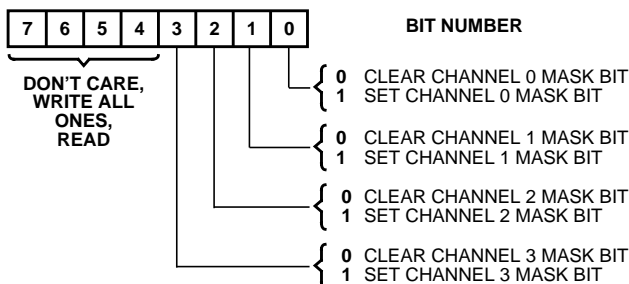 7 6 5 4 3 2 1 0 BIT NUMBER
DON'T CARE,
WRITE ALL
ONES,
READ
0 CLEAR CHANNEL 0 MASK BIT
1 SET CHANNEL 0 MASK BIT
0 CLEAR CHANNEL 1 MASK BIT
1 SET CHANNEL 1 MASK BIT
0 CLEAR CHANNEL 2 MASK BIT
1 SET CHANNEL 2 MASK BIT
0 CLEAR CHANNEL 3 MASK BIT
1 SET CHANNEL 3 MASK BIT